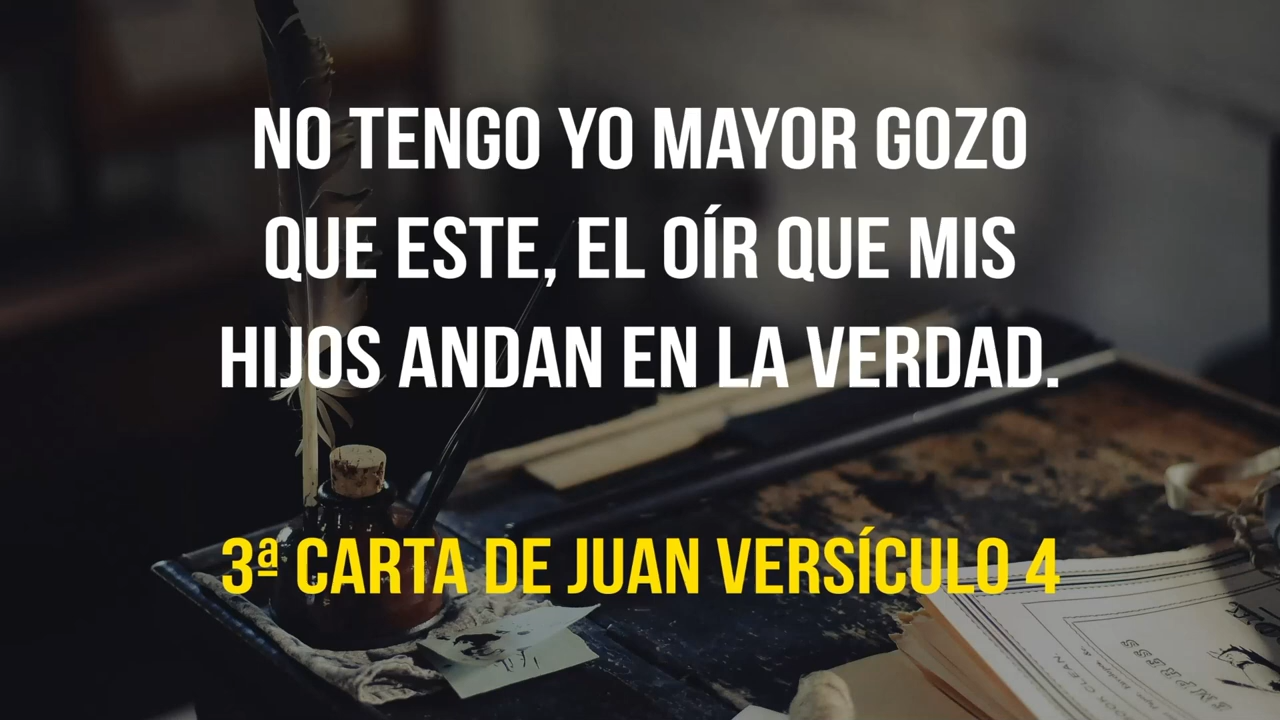 NO TENGO YO MAYOR GOZO
QUE ESTE, EL OÍR QUE MIS
HIJOS ANDAN EN LA VERDAD.
3ª CARTA DE JUAN VERSÍCULO 4
EMPRESS